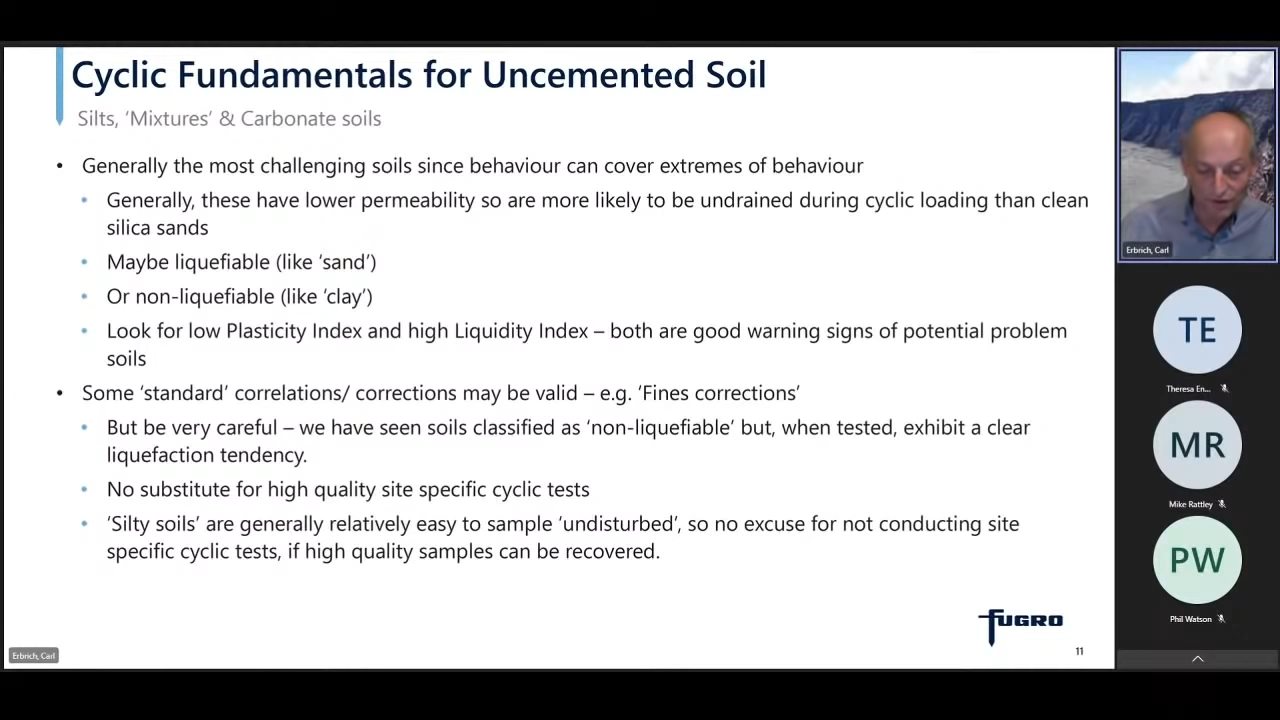 Cyclic Fundamentals for Uncemented Soil
Silts, 'Mixtures' & Carbonate soils
• Generally the most challenging soils since behaviour can cover extremes of behaviour
• Generally, these have lower permeability so are more likely to be undrained during cyclic loading than clean
silica sands
• Maybe liquefiable (like 'sand')
• Or non-liquefiable (like 'clay')
• Look for low Plasticity Index and high Liquidity Index – both are good warning signs of potential problem
soils
• Some 'standard' correlations/ corrections may be valid – e.g. 'Fines corrections'
• But be very careful – we have seen soils classified as 'non-liquefiable' but, when tested, exhibit a clear
liquefaction tendency.
• No substitute for high quality site specific cyclic tests
• 'Silty soils' are generally relatively easy to sample 'undisturbed', so no excuse for not conducting site
specific cyclic tests, if high quality samples can be recovered.
fugro
11
Erbrich, Carl
Erbrich, Carl
TE
Theresa En...
MR
Mike Rattley
PW
Phil Watson